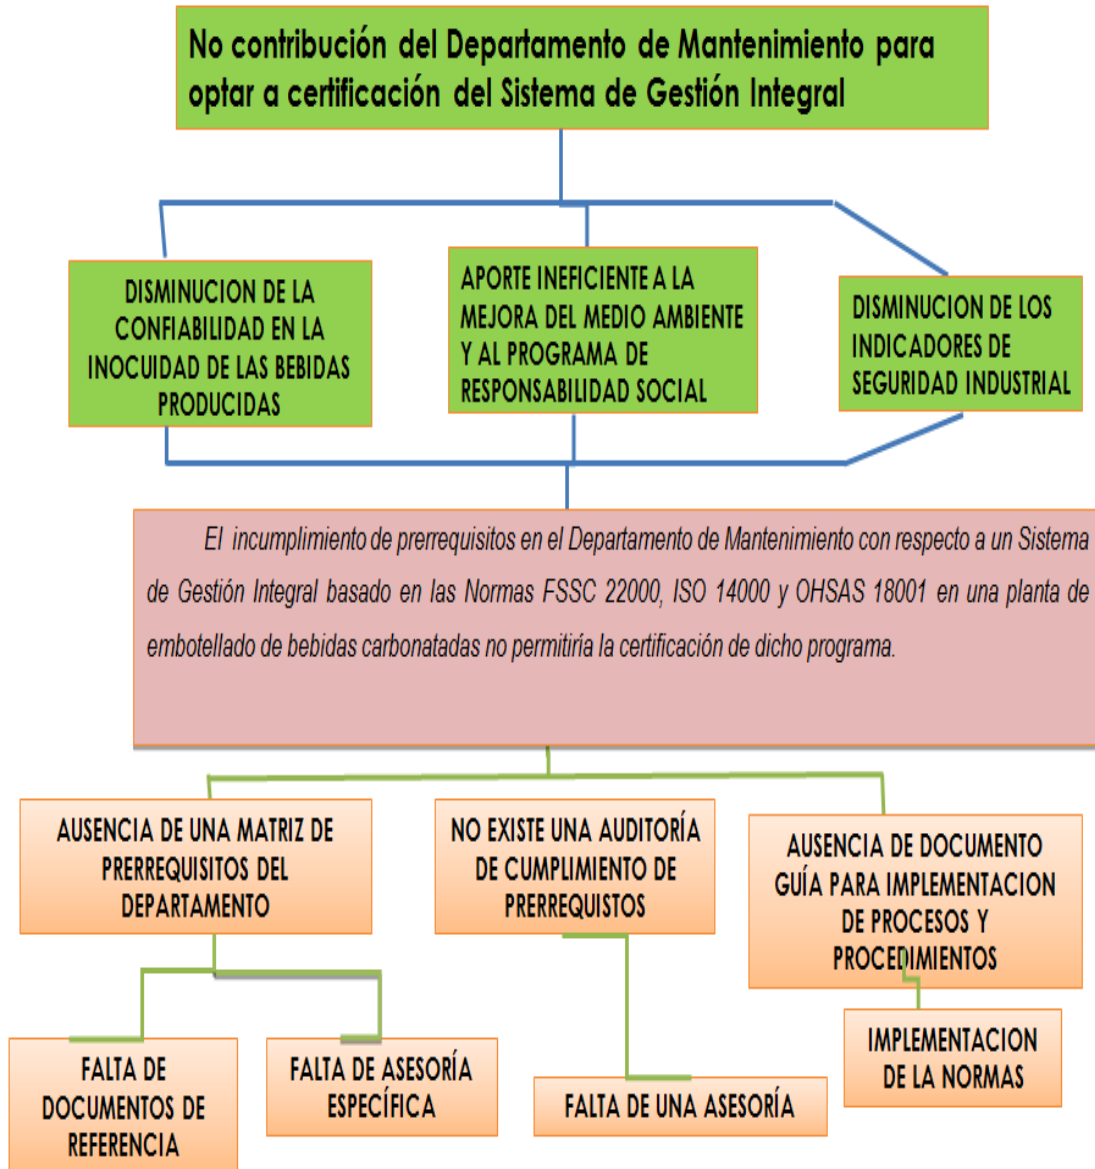 No contribución del Departamento de Mantenimiento para
optar a certificación del Sistema de Gestión Integral
DISMINUCION DE LA
CONFIABILIDAD EN LA
INOCUIDAD DE LAS BEBIDAS
PRODUCIDAS
APORTE INEFICIENTE A LA
MEJORA DEL MEDIO AMBIENTE
Y AL PROGRAMA DE
RESPONSABILIDAD SOCIAL
DISMINUCION DE LOS
INDICADORES DE
SEGURIDAD INDUSTRIAL
El incumplimiento de prerrequisitos en el Departamento de Mantenimiento con respecto a un Sistema
de Gestión Integral basado en las Normas FSSC 22000, ISO 14000 y OHSAS 18001 en una planta de
embotellado de bebidas carbonatadas no permitiría la certificación de dicho programa.
AUSENCIA DE UNA MATRIZ DE
PRERREQUISITOS DEL
DEPARTAMENTO
NO EXISTE UNA AUDITORÍA
DE CUMPLIMIENTO DE
PRERREQUISTOS
AUSENCIA DE DOCUMENTO
GUÍA PARA IMPLEMENTACION
DE PROCESOS Y
PROCEDIMIENTOS
FALTA DE
DOCUMENTOS DE
REFERENCIA
FALTA DE ASESORÍA
ESPECÍFICA
FALTA DE UNA ASESORÍA
IMPLEMENTACION
DE LA NORMAS